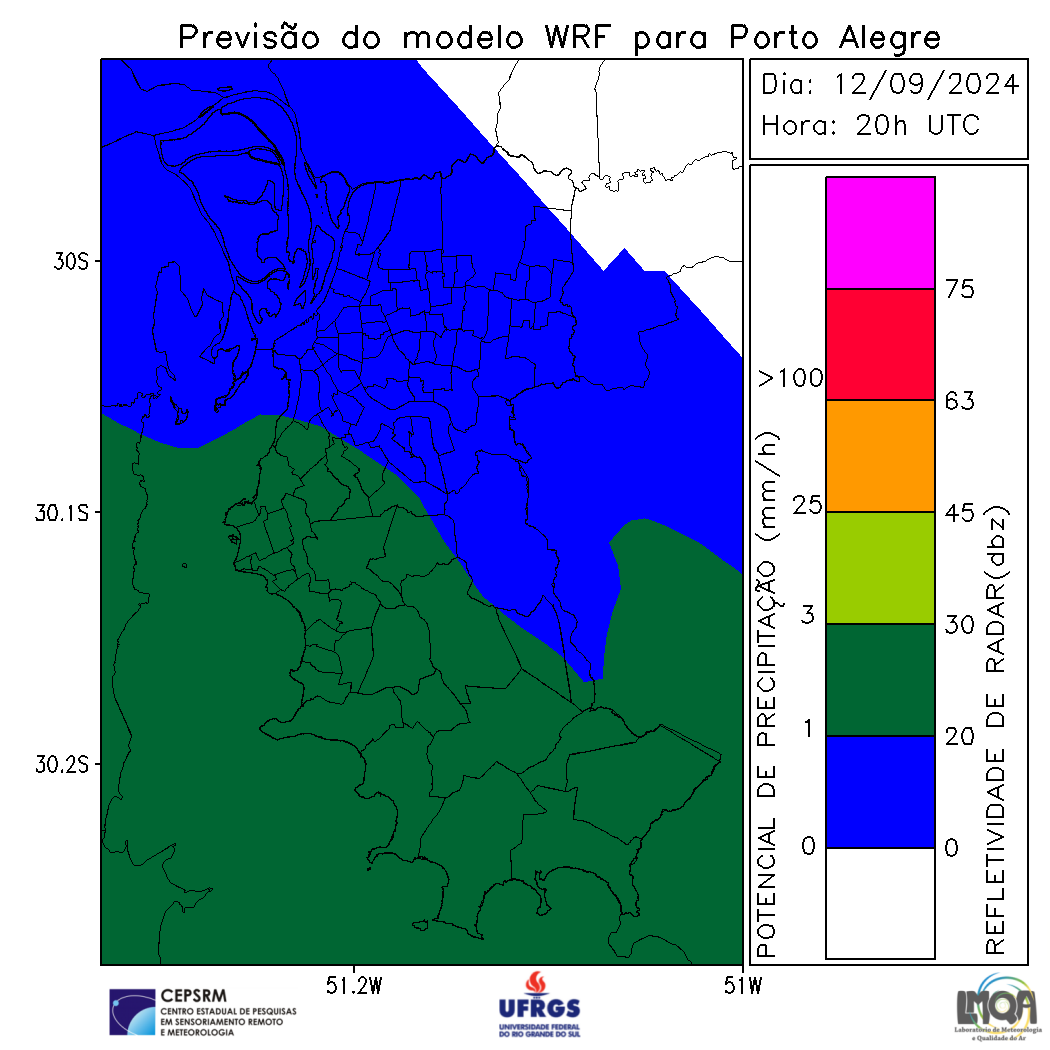 Previsão do modelo WRF para Porto Alegre
Dia: 12/09/2024
Hora: 20h UTC
30S
30.1S
30.2S
51.2W
51W
POTENCIAL DE PRECIPITAÇÃO (mm/h)
>100
25
3
1
0
75
63
45
30
20
0
REFLETIVIDADE DE RADAR(dbz)
CEPSRM
CENTRO ESTADUAL DE PESQUISAS
EM SENSORIAMENTO REMOTO
E METEOROLOGIA
UFRGS
UNIVERSIDADE FEDERAL
DO RIO GRANDE DO SUL
LMQA
Laboratório de Meteorologia
e Qualidade do Ar